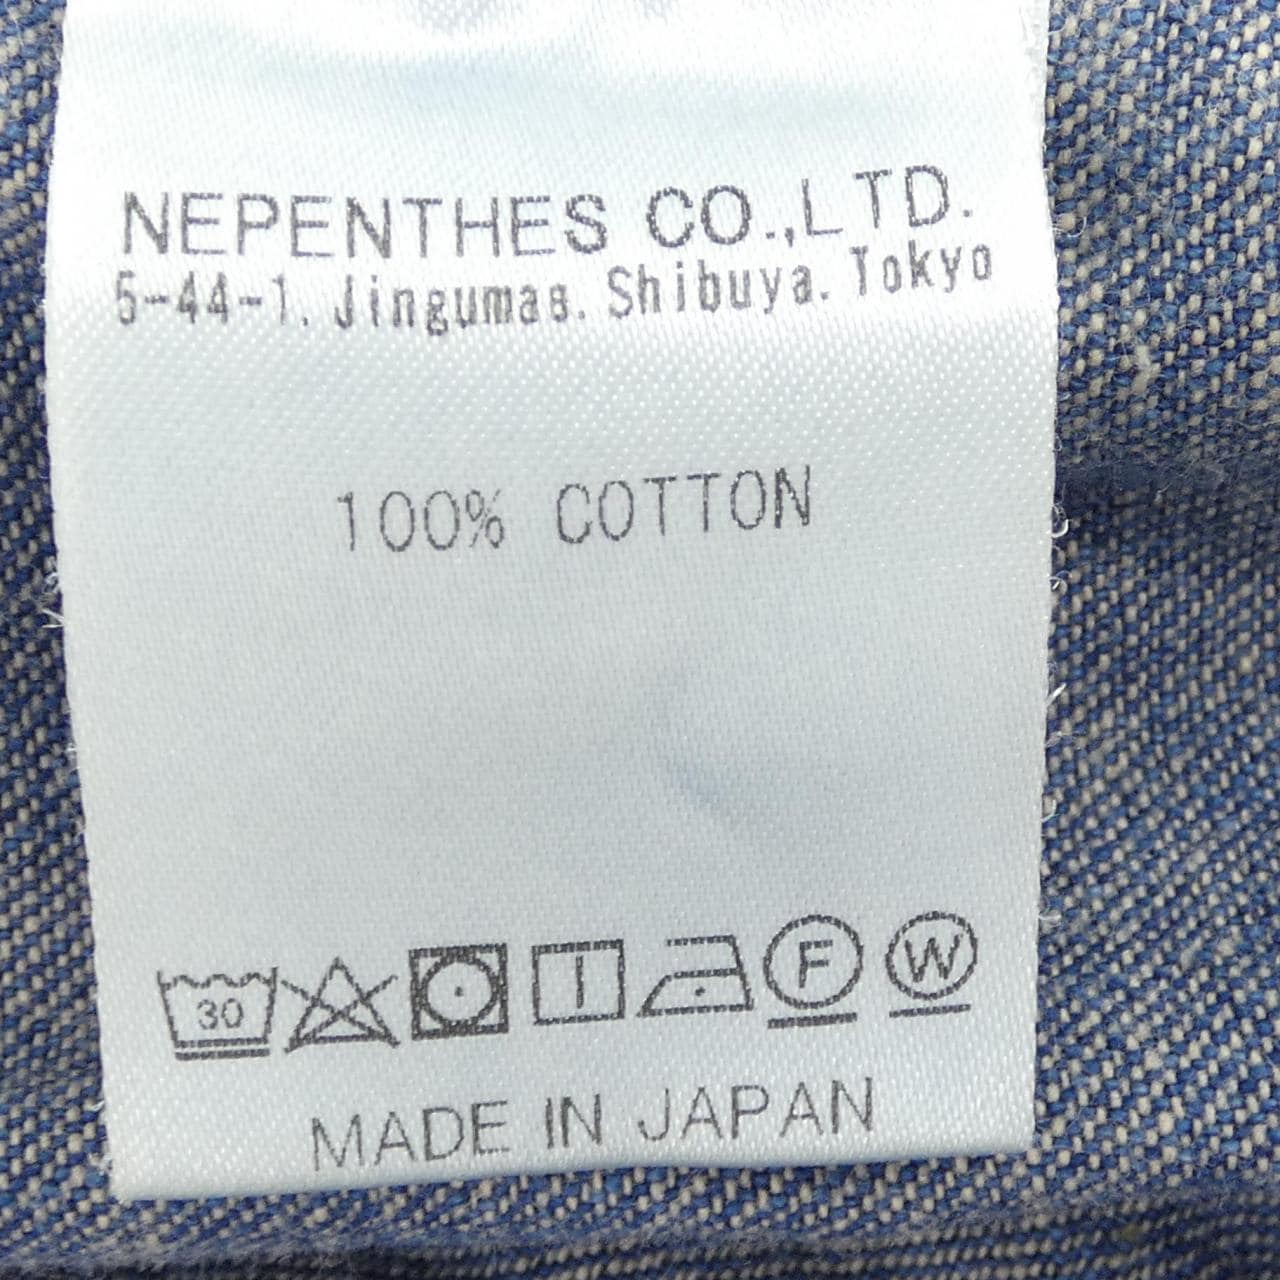 NEPENTHES CO.,LTD.
5-44-1. Jingumae. Shibuya. Tokyo
100% COTTON
30 F W
MADE IN JAPAN